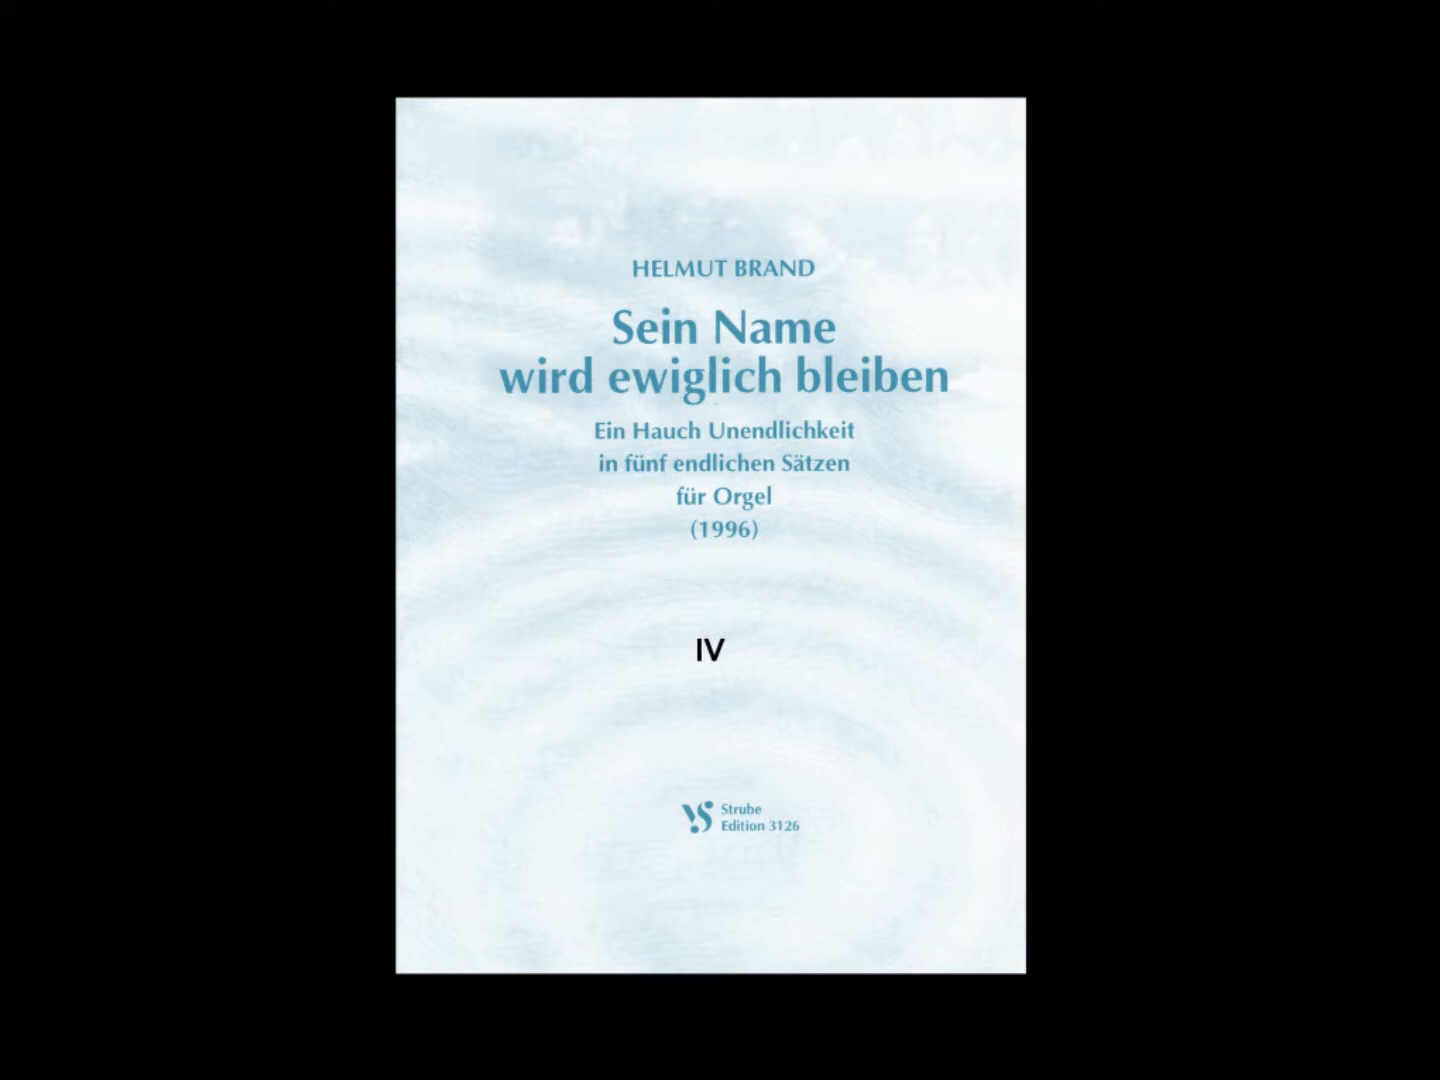 HELMUT BRAND
Sein Name
wird ewiglich bleiben
Ein Hauch Unendlichkeit
in fünf endlichen Sätzen
für Orgel
(1996)
IV
VS Strube
Edition 3126